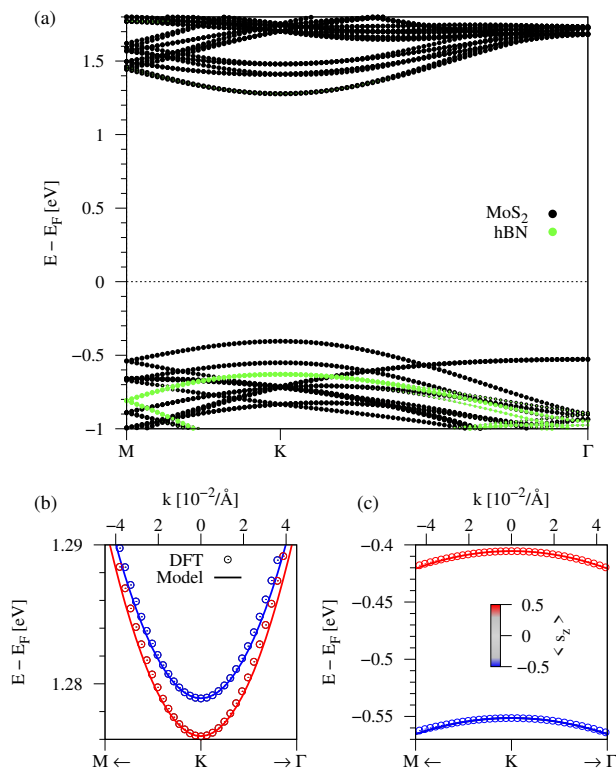 (a)
1.5
1
0.5
0
−0.5
−1
E − E_F [eV]
MoS₂
hBN
M K Γ
(b)
k [10⁻²/Å]
−4 −2 0 2 4
1.29
1.28
E − E_F [eV]
DFT
Model
M ← K → Γ
(c)
k [10⁻²/Å]
−4 −2 0 2 4
−0.4
−0.45
−0.5
−0.55
E − E_F [eV]
0.5
0
−0.5
< s_z >
M ← K → Γ